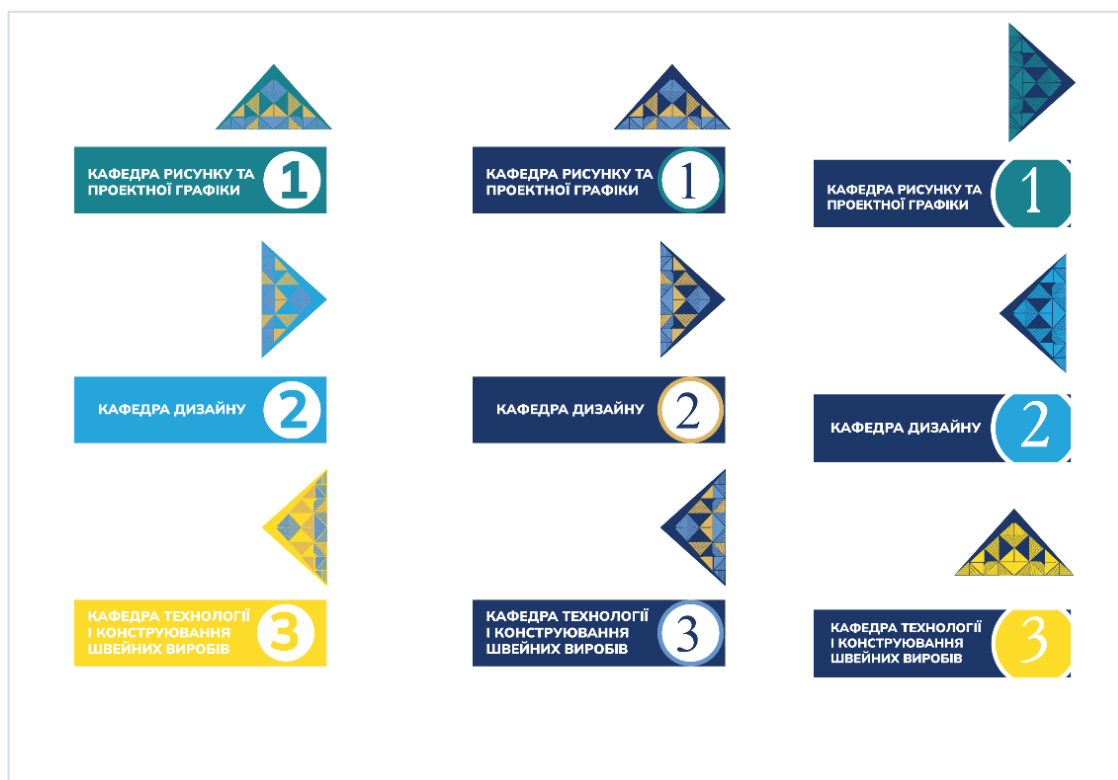 КАФЕДРА РИСУНКУ ТА
ПРОЕКТНОЇ ГРАФІКИ
1
КАФЕДРА ДИЗАЙНУ
2
КАФЕДРА ТЕХНОЛОГІЇ
І КОНСТРУЮВАННЯ
ШВЕЙНИХ ВИРОБІВ
3
КАФЕДРА РИСУНКУ ТА
ПРОЕКТНОЇ ГРАФІКИ
1
КАФЕДРА ДИЗАЙНУ
2
КАФЕДРА ТЕХНОЛОГІЇ
І КОНСТРУЮВАННЯ
ШВЕЙНИХ ВИРОБІВ
3
КАФЕДРА РИСУНКУ ТА
ПРОЕКТНОЇ ГРАФІКИ
1
КАФЕДРА ДИЗАЙНУ
2
КАФЕДРА ТЕХНОЛОГІЇ
І КОНСТРУЮВАННЯ
ШВЕЙНИХ ВИРОБІВ
3